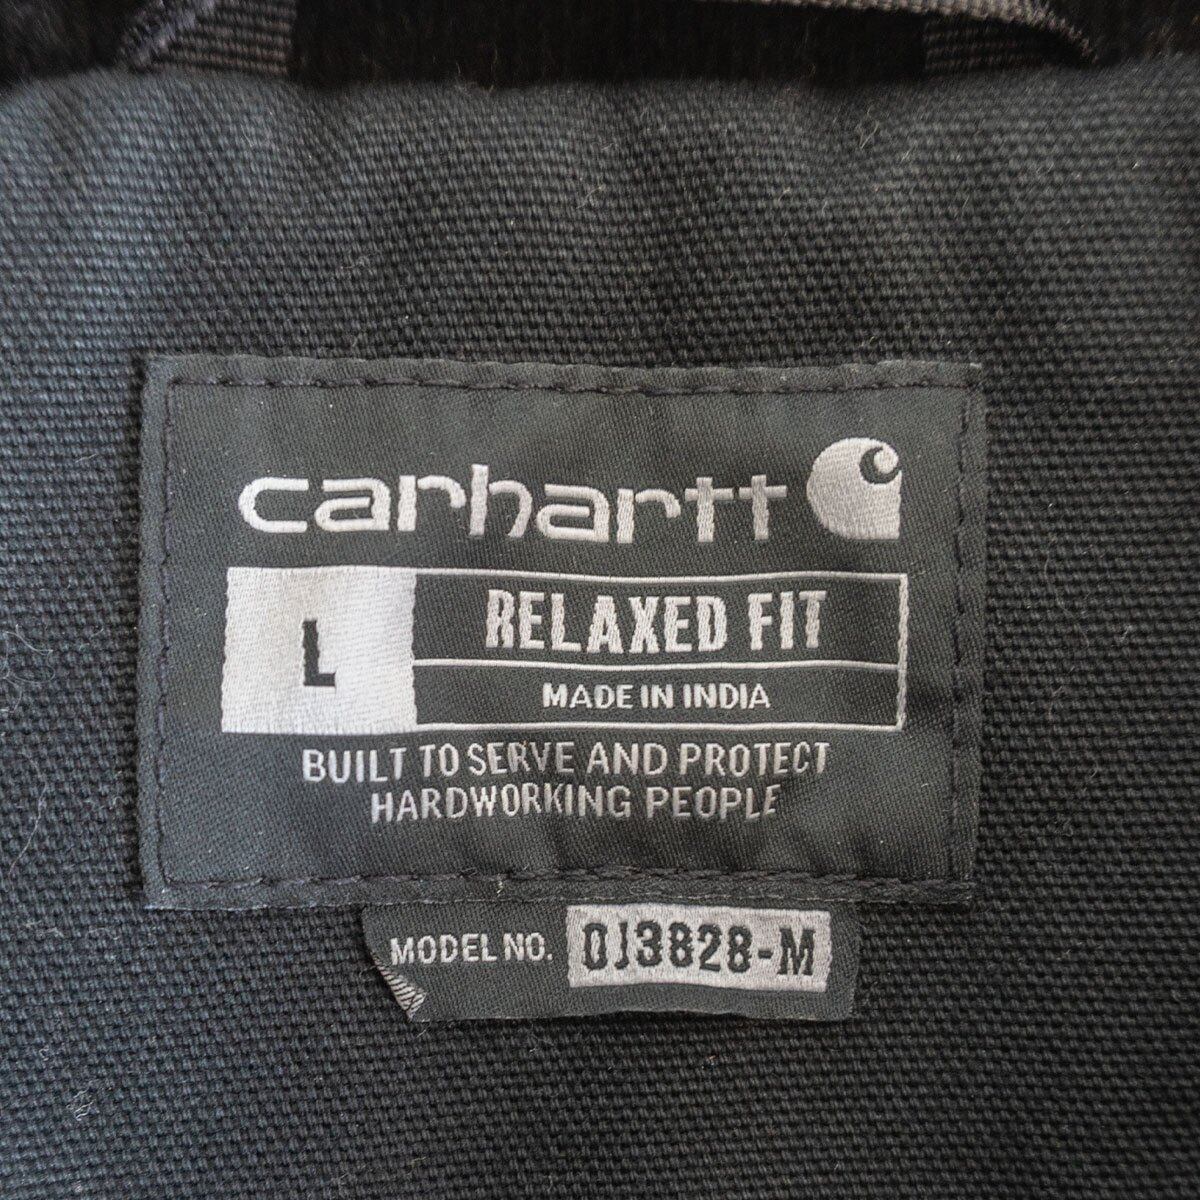 carhartt
L
RELAXED FIT
MADE IN INDIA
BUILT TO SERVE AND PROTECT
HARDWORKING PEOPLE
MODEL NO. OJ3828-M